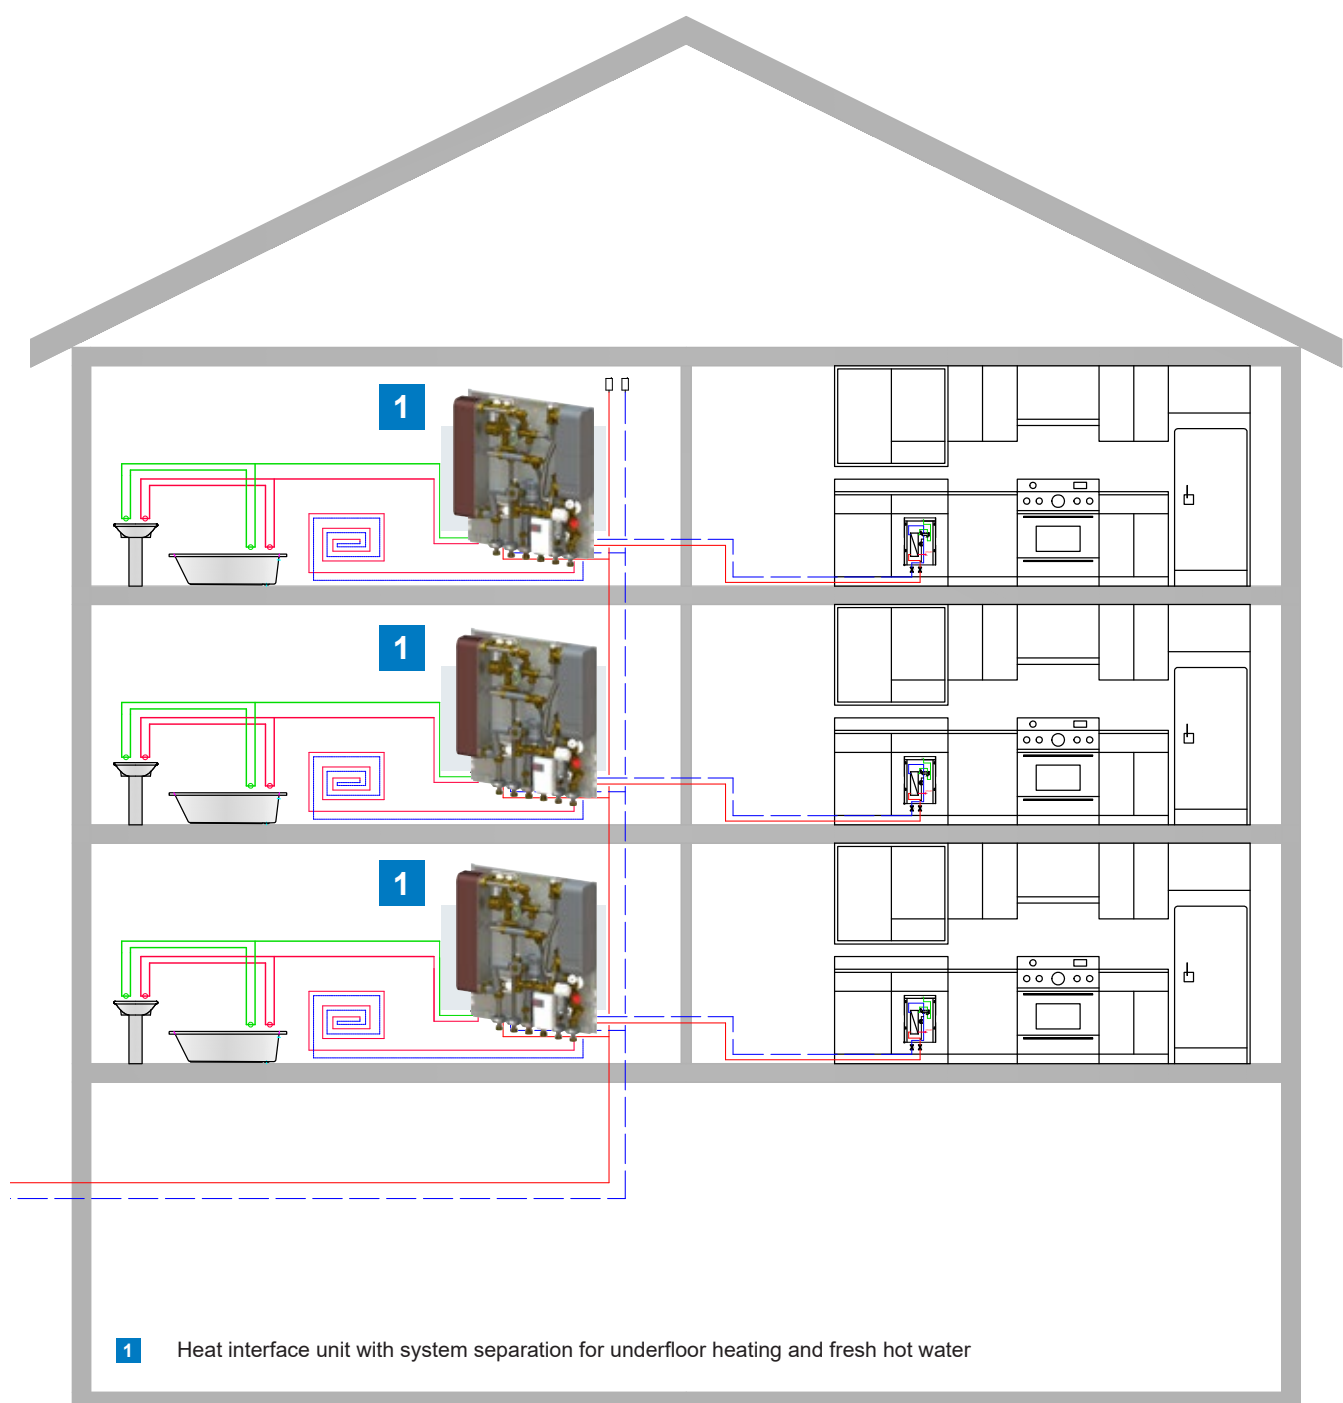 1
1
1
1 Heat interface unit with system separation for underfloor heating and fresh hot water